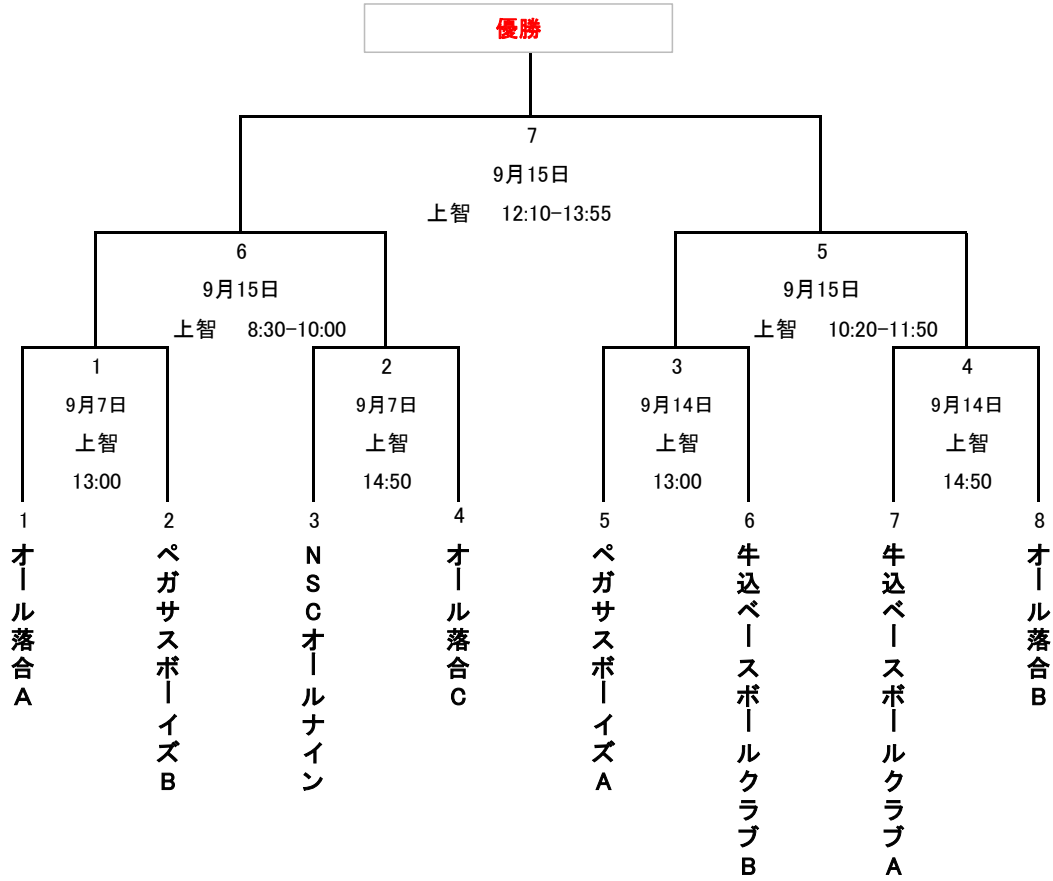 優勝
7
9月15日
上智 12:10-13:55
6
9月15日
上智 8:30-10:00
5
9月15日
上智 10:20-11:50
1
9月7日
上智
13:00
2
9月7日
上智
14:50
3
9月14日
上智
13:00
4
9月14日
上智
14:50
1
オール落合A
2
ペガサスボーイズB
3
NSCオールナイン
4
オール落合C
5
ペガサスボーイズA
6
牛込ベースボールクラブB
7
牛込ベースボールクラブA
8
オール落合B